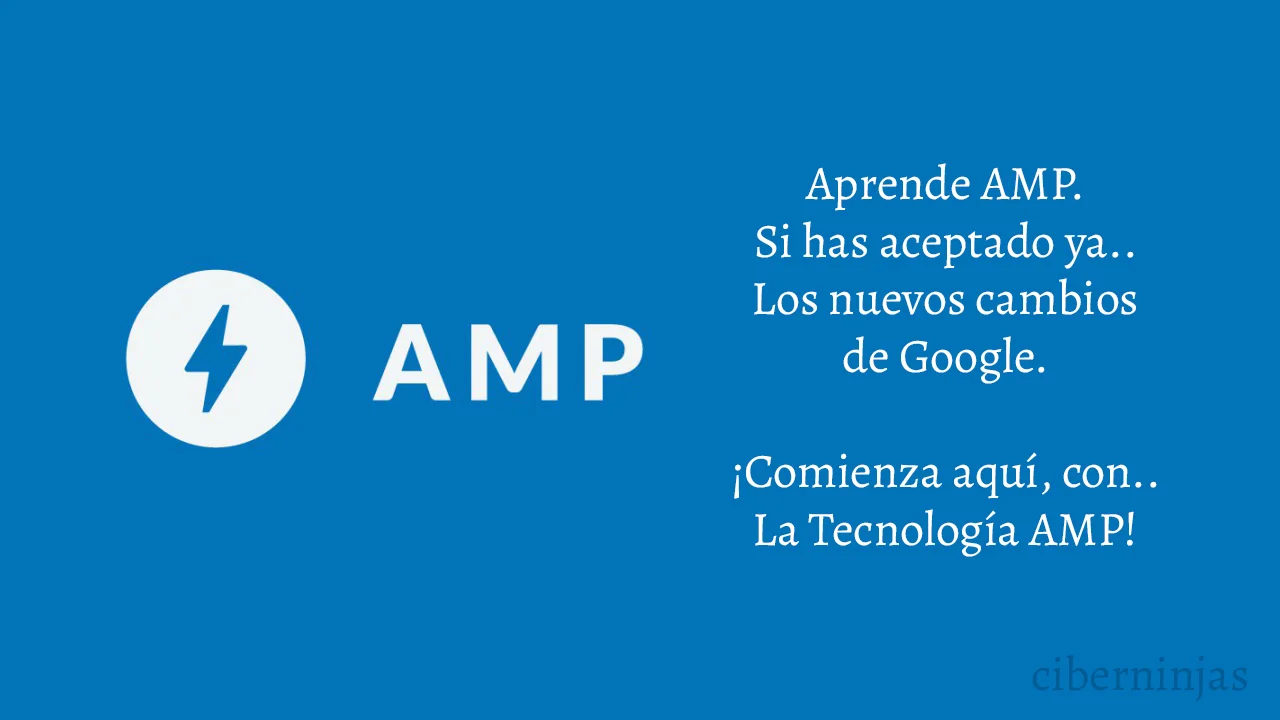 AMP
Aprende AMP.
Si has aceptado ya..
Los nuevos cambios
de Google.
¡Comienza aquí, con..
La Tecnología AMP!
ciberninjas